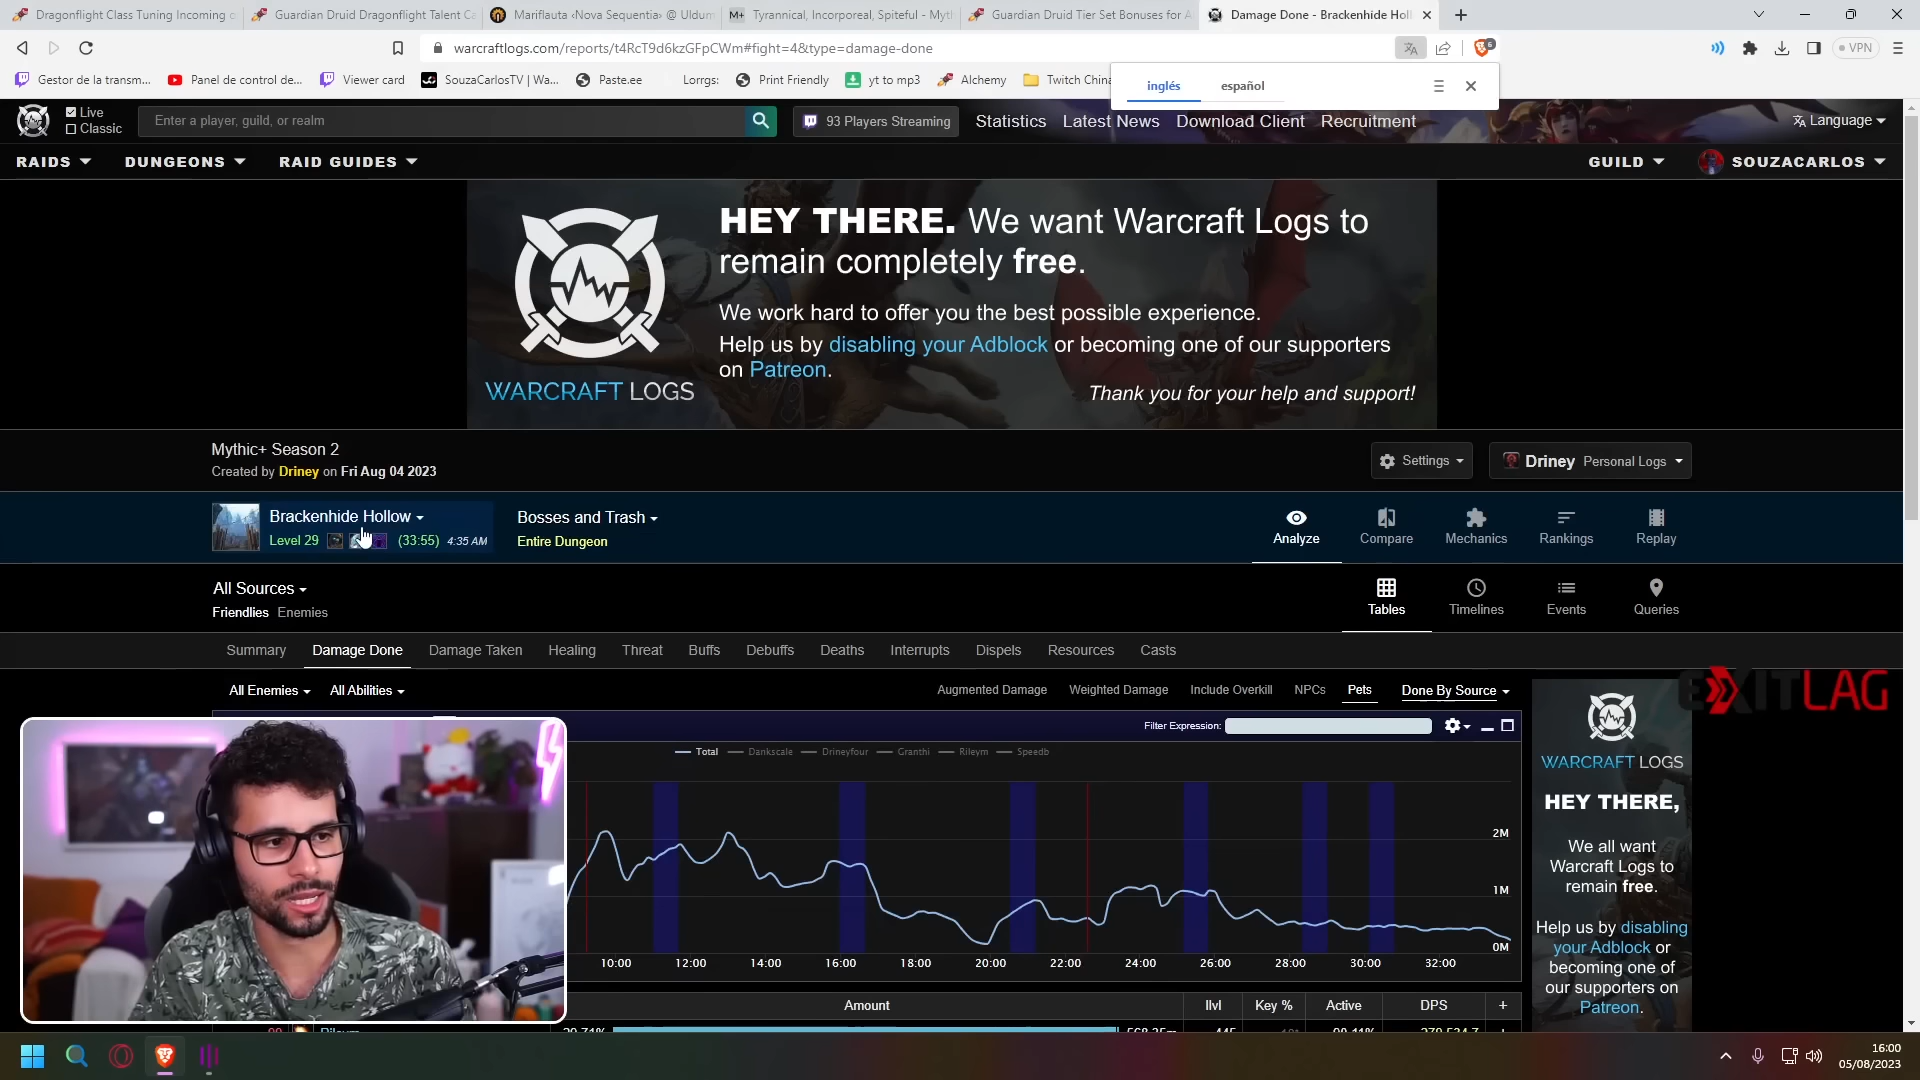 Dragonflight Class Tuning Incoming
Guardian Druid Dragonflight Talent Ca
Mariflauta ‹Nova Sequentia› @ Uldum
Tyrannical, Incorporeal, Spiteful - Myt
Guardian Druid Tier Set Bonuses for
Damage Done - Brackenhide Hol
warcraftlogs.com/reports/t4RcT9d6kzGFpCWm#fight=4&type=damage-done
6
VPN
Gestor de la transm...
Panel de control de...
Viewer card
SouzaCarlosTV | Wa...
Paste.ee
Lorrgs:
Print Friendly
yt to mp3
Alchemy
Twitch China
inglés
español
Live
Classic
Enter a player, guild, or realm
93 Players Streaming
Statistics
Latest News
Download Client
Recruitment
Language
RAIDS
DUNGEONS
RAID GUIDES
GUILD
SOUZACARLOS
HEY THERE. We want Warcraft Logs to
remain completely free.
We work hard to offer you the best possible experience.
Help us by disabling your Adblock or becoming one of our supporters
on Patreon.
Thank you for your help and support!
WARCRAFT LOGS
Mythic+ Season 2
Created by Driney on Fri Aug 04 2023
Settings
Driney Personal Logs
Brackenhide Hollow
Level 29 (33:55) 4:35 AM
Bosses and Trash
Entire Dungeon
Analyze
Compare
Mechanics
Rankings
Replay
All Sources
Friendlies Enemies
Tables
Timelines
Events
Queries
Summary
Damage Done
Damage Taken
Healing
Threat
Buffs
Debuffs
Deaths
Interrupts
Dispels
Resources
Casts
All Enemies
All Abilities
Augmented Damage
Weighted Damage
Include Overkill
NPCs
Pets
Done By Source
EXITLAG
Filter Expression:
Total Dankscale Drineyfour Granthi Rileym Speedb
2M
1M
0M
10:00 12:00 14:00 16:00 18:00 20:00 22:00 24:00 26:00 28:00 30:00 32:00
Amount
Ilvl
Key %
Active
DPS
+
WARCRAFT LOGS
HEY THERE,
We all want
Warcraft Logs to
remain free.
Help us by disabling
your Adblock or
becoming one of
our supporters on
Patreon.
16:00
05/08/2023